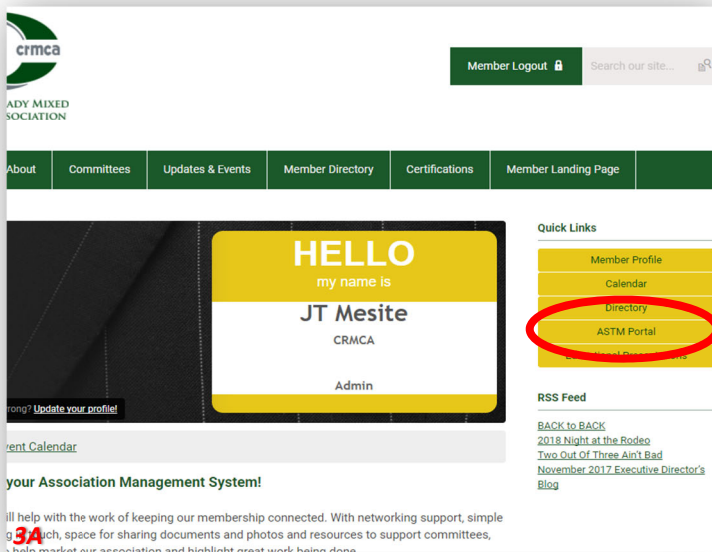 crmca
ADY MIXED
SOCIATION
Member Logout
Search our site...
About Committees Updates & Events Member Directory Certifications Member Landing Page
HELLO
my name is
JT Mesite
CRMCA
Admin
rong? Update your profile!
vent Calendar
your Association Management System!
ill help with the work of keeping our membership connected. With networking support, simple
touch, space for sharing documents and photos and resources to support committees,
help market our association and highlight great work being done
3A
Quick Links
Member Profile
Calendar
Directory
ASTM Portal
RSS Feed
BACK to BACK
2018 Night at the Rodeo
Two Out Of Three Ain't Bad
November 2017 Executive Director's
Blog